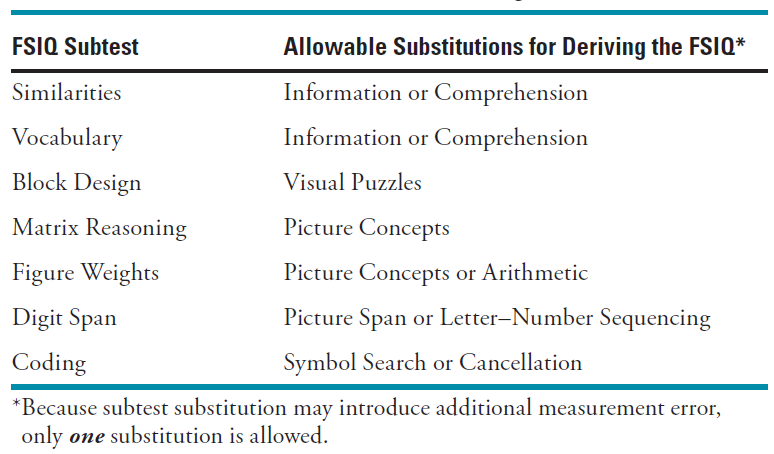 FSIQ Subtest Allowable Substitutions for Deriving the FSIQ*
Similarities Information or Comprehension
Vocabulary Information or Comprehension
Block Design Visual Puzzles
Matrix Reasoning Picture Concepts
Figure Weights Picture Concepts or Arithmetic
Digit Span Picture Span or Letter–Number Sequencing
Coding Symbol Search or Cancellation
*Because subtest substitution may introduce additional measurement error,
only one substitution is allowed.